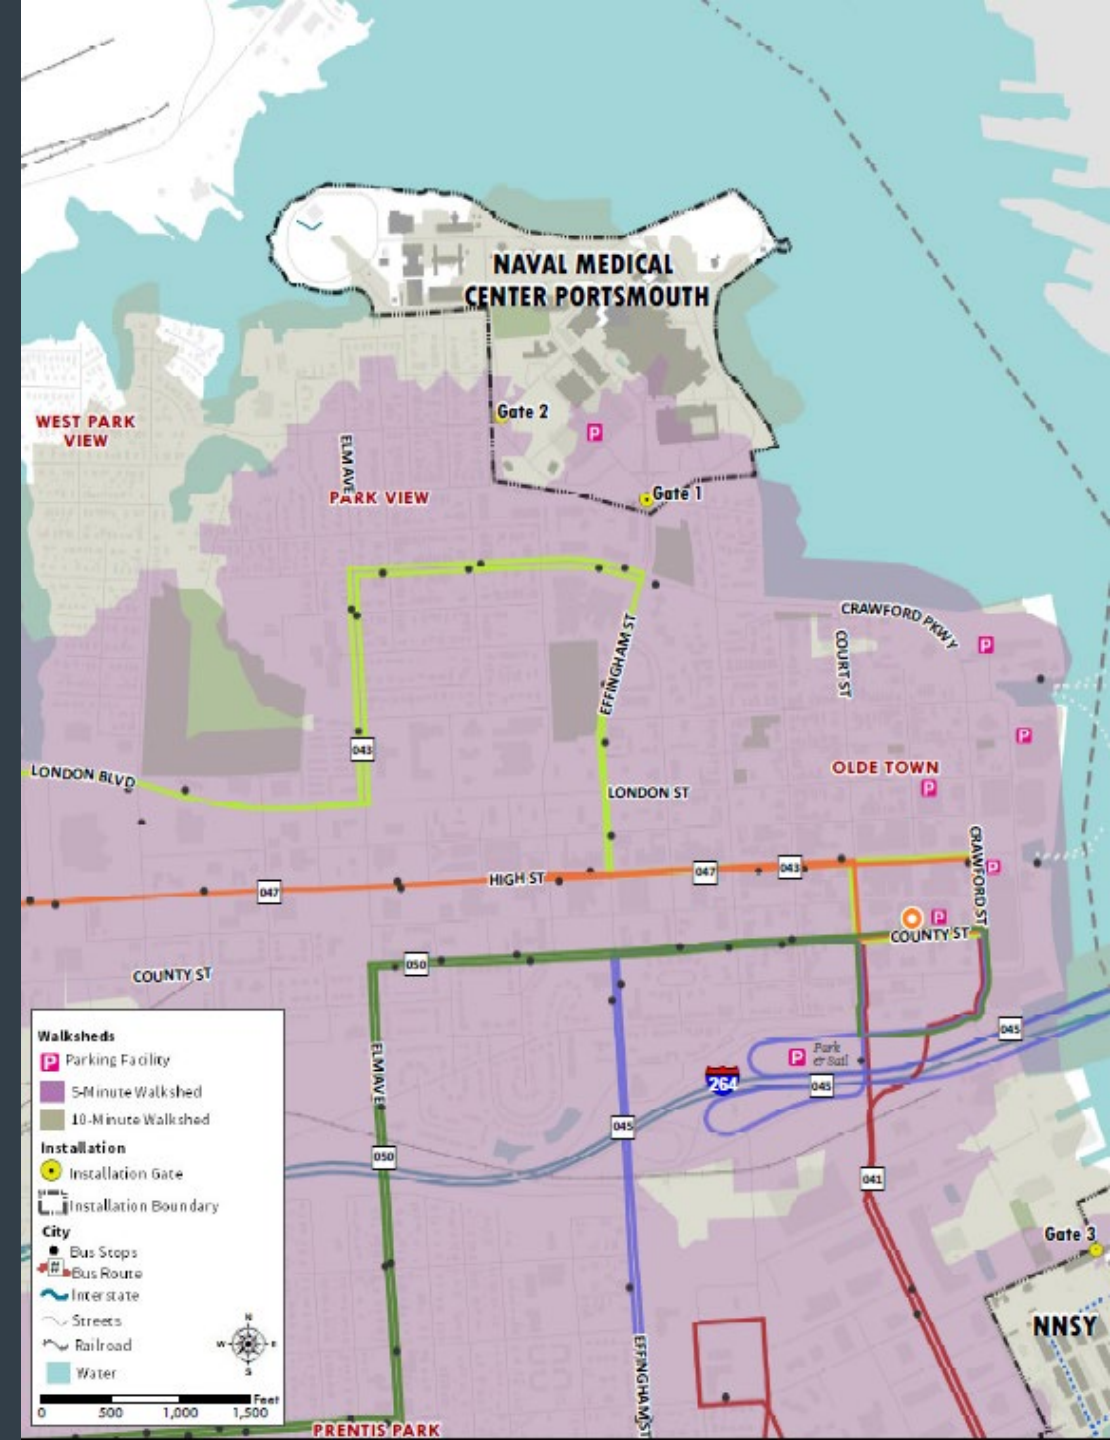 NAVAL MEDICAL
CENTER PORTSMOUTH
Gate 2
P
WEST PARK
VIEW
ELM AVE
PARK VIEW
Gate 1
CRAWFORD PKWY
COURT ST
P
EFFINGHAM ST
P
043
LONDON BLVD
OLDE TOWN
LONDON ST
P
CRAWFORD ST
HIGH ST
047
043
P
047
P
COUNTY ST
050
COUNTY ST
045
P
Park
& Sail
ELM AVE
264
045
045
050
041
Gate 3
NNSY
EFFINGHAM ST
PRENTIS PARK
Walksheds
P Parking Facility
5-Minute Walkshed
10-Minute Walkshed
Installation
Installation Gate
Installation Boundary
City
Bus Stops
# Bus Route
Interstate
Streets
Railroad
Water
N
W E
S
Feet
0 500 1,000 1,500